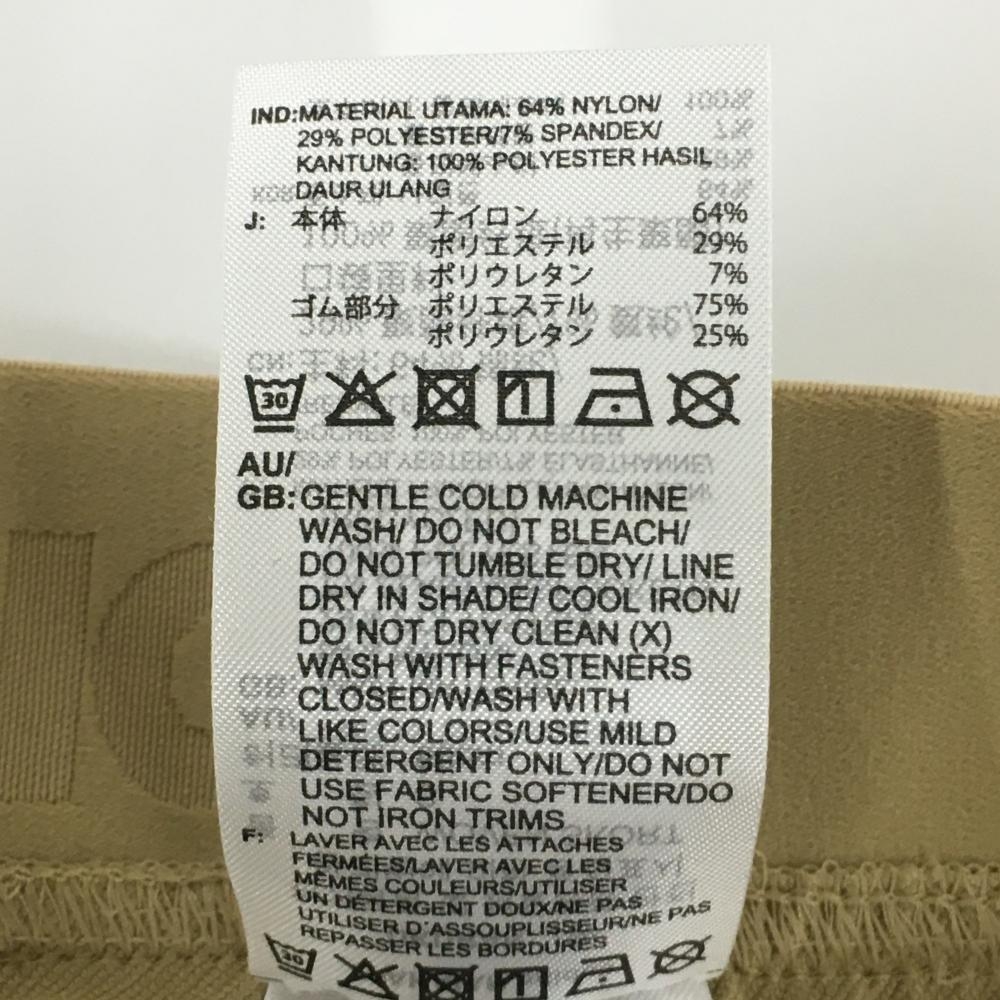 IND:MATERIAL UTAMA: 64% NYLON/
29% POLYESTER/7% SPANDEX/
KANTUNG: 100% POLYESTER HASIL
DAUR ULANG
J: 本体 ナイロン 64%
ポリエステル 29%
ポリウレタン 7%
ゴム部分 ポリエステル 75%
ポリウレタン 25%
30
AU/
GB:GENTLE COLD MACHINE
WASH/ DO NOT BLEACH/
DO NOT TUMBLE DRY/ LINE
DRY IN SHADE/ COOL IRON/
DO NOT DRY CLEAN (X)
WASH WITH FASTENERS
CLOSED/WASH WITH
LIKE COLORS/USE MILD
DETERGENT ONLY/DO NOT
USE FABRIC SOFTENER/DO
NOT IRON TRIMS
F: LAVER AVEC LES ATTACHES
FERMÉES/LAVER AVEC LES
MÊMES COULEURS/UTILISER
UN DÉTERGENT DOUX/NE PAS
UTILISER D'ASSOUPLISSEUR/NE PAS
REPASSER LES BORDURES
30